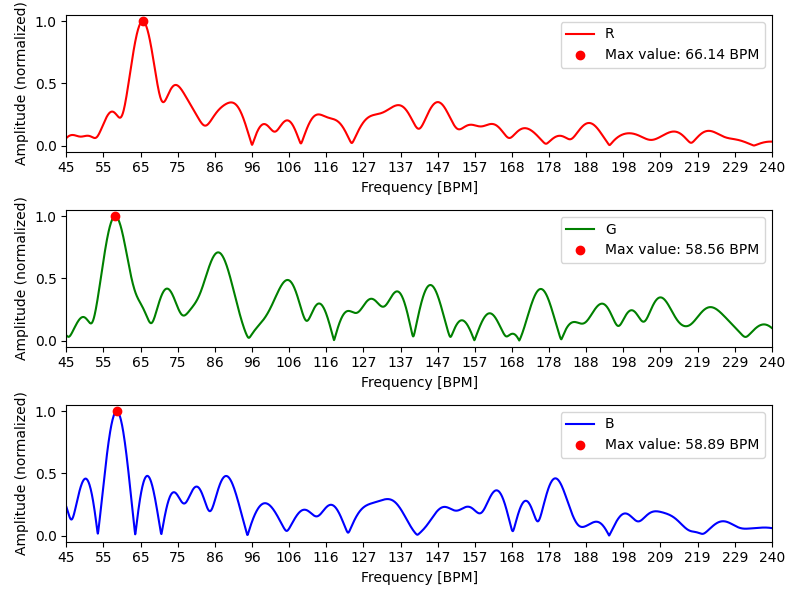 Amplitude (normalized)
1.0
0.5
0.0
R
Max value: 66.14 BPM
45 55 65 75 86 96 106 116 127 137 147 157 168 178 188 198 209 219 229 240
Frequency [BPM]
Amplitude (normalized)
1.0
0.5
0.0
G
Max value: 58.56 BPM
45 55 65 75 86 96 106 116 127 137 147 157 168 178 188 198 209 219 229 240
Frequency [BPM]
Amplitude (normalized)
1.0
0.5
0.0
B
Max value: 58.89 BPM
45 55 65 75 86 96 106 116 127 137 147 157 168 178 188 198 209 219 229 240
Frequency [BPM]